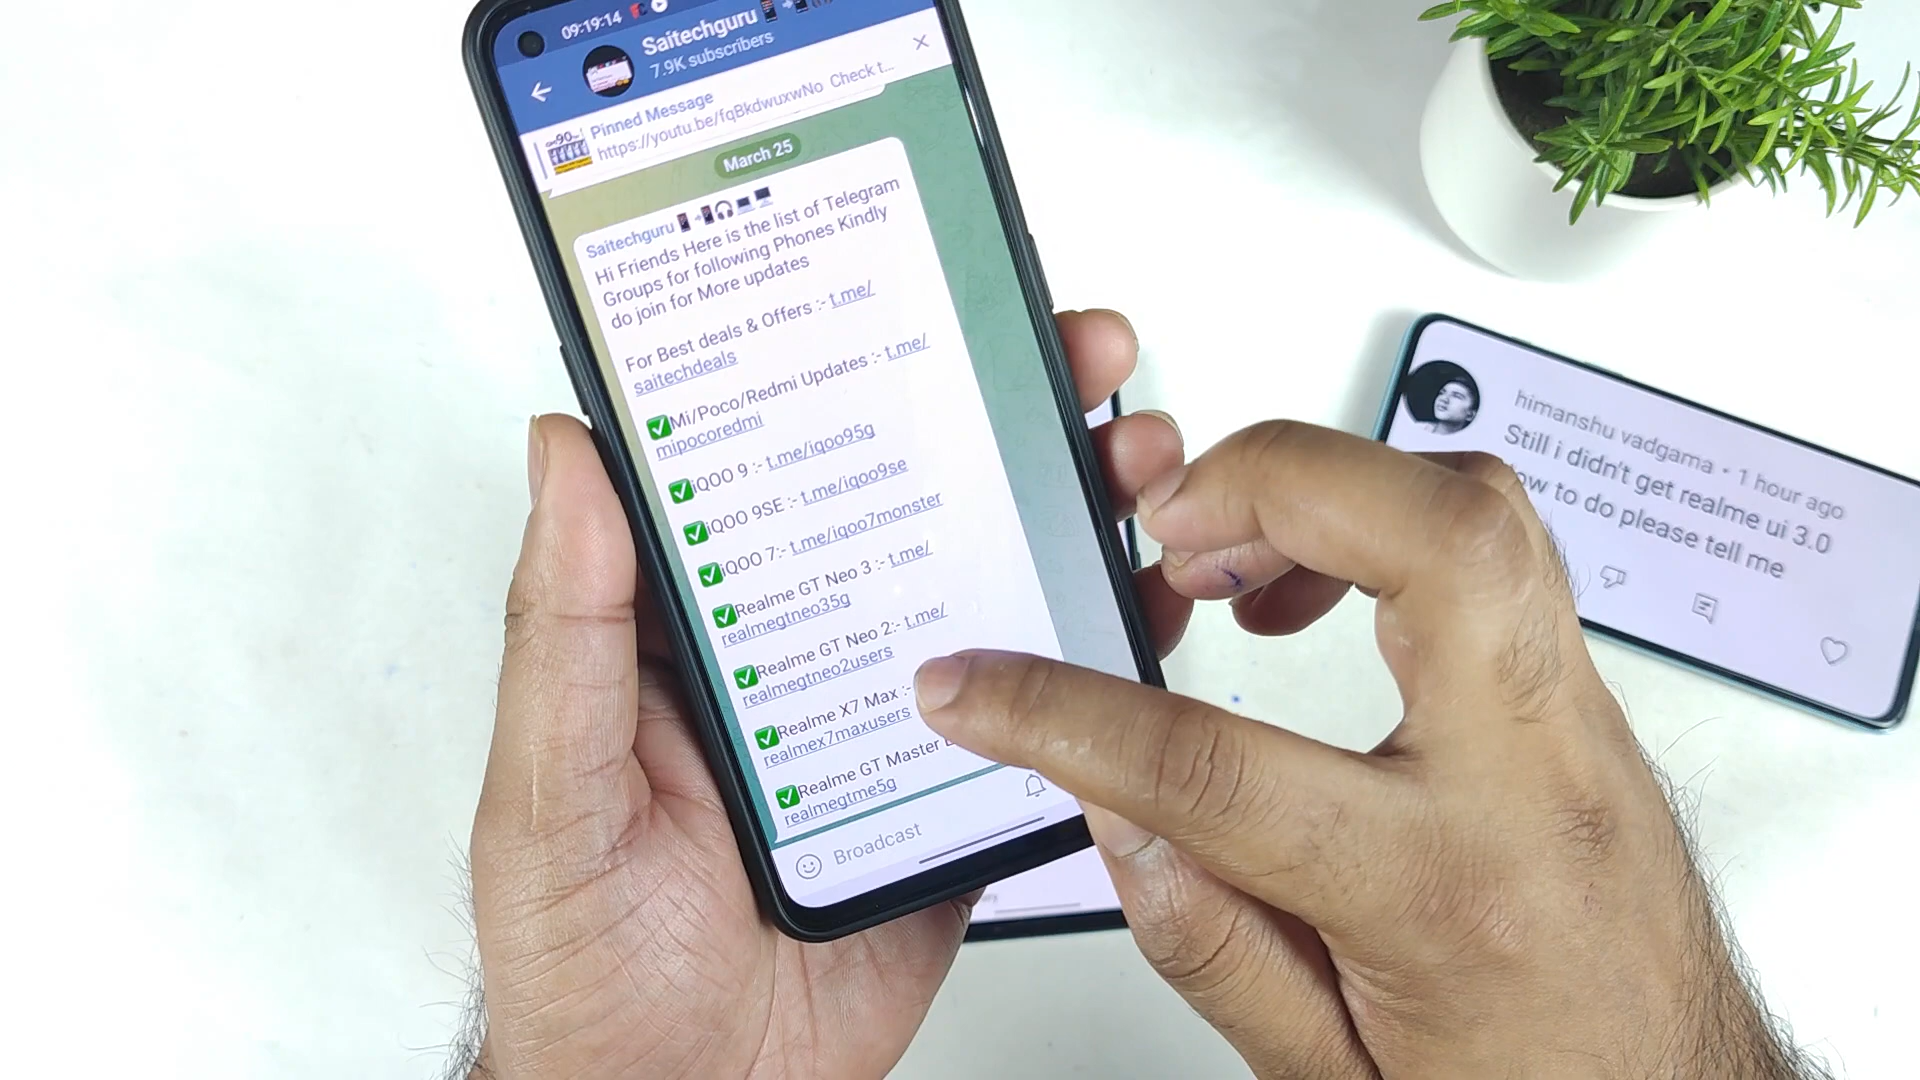 09:19:14
Saitechguru
7.9K subscribers
Pinned Message
https://youtu.be/fqBkdwuxwNo Check t...
March 25
Saitechguru
Hi Friends Here is the list of Telegram
Groups for following Phones Kindly
do join for More updates
For Best deals & Offers :- t.me/
saitechdeals
✅Mi/Poco/Redmi Updates :- t.me/
mipocoredmi
✅iQOO 9 :- t.me/iqoo95g
✅iQOO 9SE :- t.me/iqoo9se
✅iQOO 7:- t.me/iqoo7monster
✅Realme GT Neo 3 :- t.me/
realmegtneo35g
✅Realme GT Neo 2:- t.me/
realmegtneo2users
✅Realme X7 Max :-
realmex7maxusers
✅Realme GT Master
realmegtme5g
Broadcast
himanshu vadgama • 1 hour ago
Still i didn't get realme ui 3.0
to do please tell me